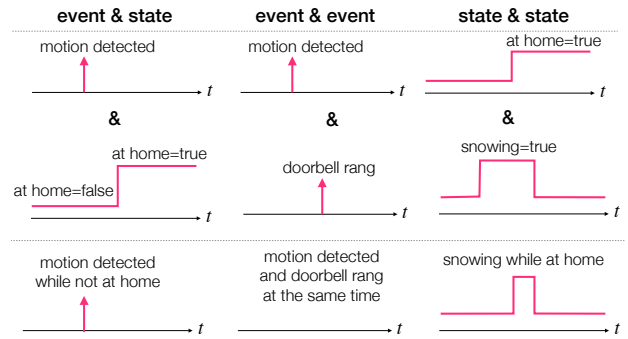 event & state
event & event
state & state
motion detected
t
motion detected
t
at home=true
t
&
&
&
at home=true
at home=false
t
doorbell rang
t
snowing=true
t
motion detected
while not at home
t
motion detected
and doorbell rang
at the same time
t
snowing while at home
t